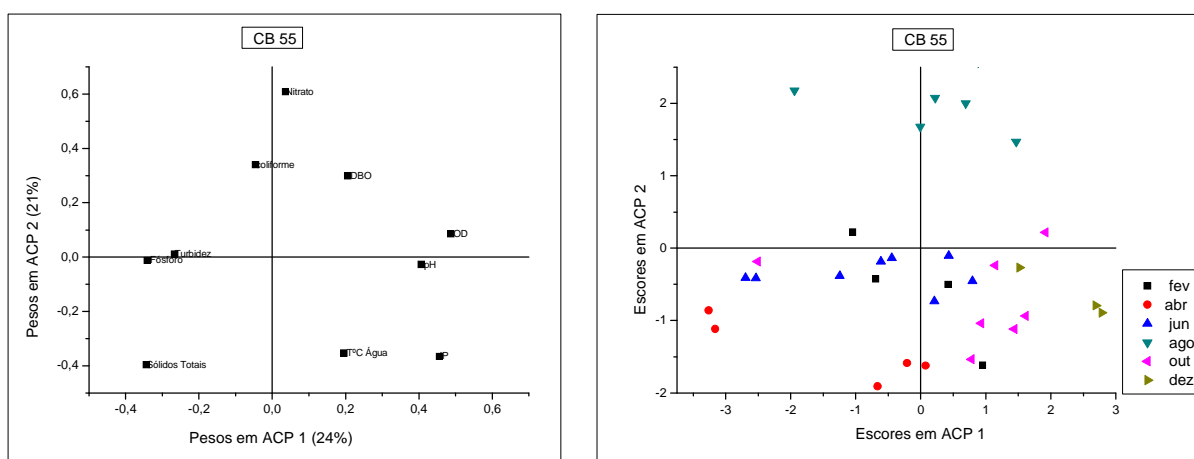 CB 55
Pesos em ACP 2 (21%)
0,6
0,4
0,2
0,0
-0,2
-0,4
Nitrato
coliforme
DBO
OD
Turbidez
Fósforo
pH
TºC Água
Sólidos Totais
-0,4
-0,2
0,0
0,2
0,4
0,6
Pesos em ACP 1 (24%)
CB 55
Escores em ACP 2
2
1
0
-1
-2
-3
-2
-1
0
1
2
3
Escores em ACP 1
fev
abr
jun
ago
out
dez